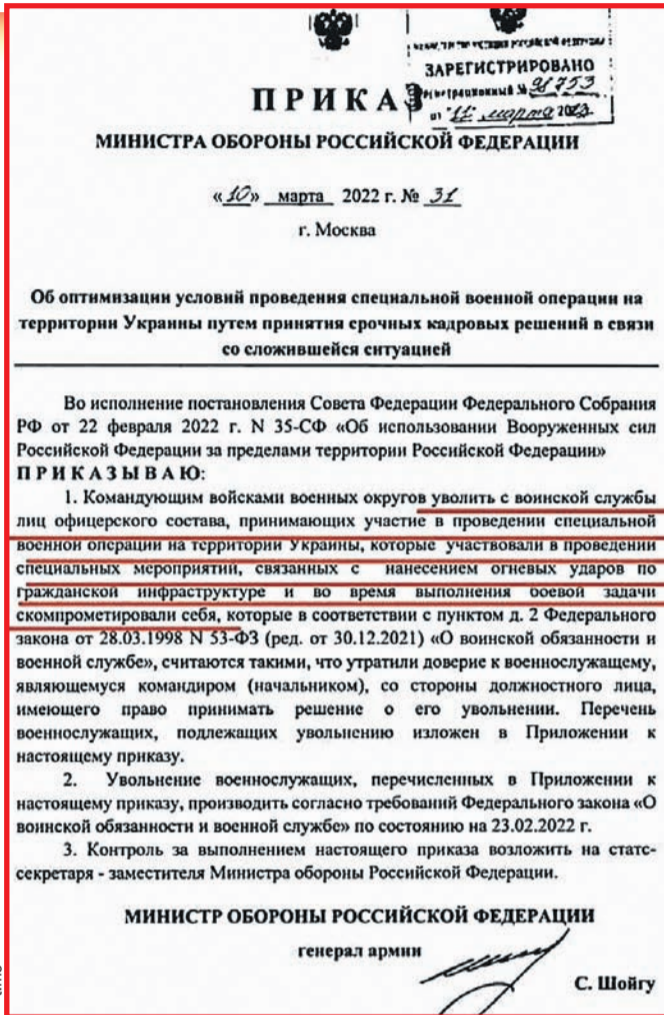 ЗАРЕГИСТРИРОВАНО
Регистрационный № 98753
от "11" марта 2022.
ПРИКАЗ
МИНИСТРА ОБОРОНЫ РОССИЙСКОЙ ФЕДЕРАЦИИ
«10» марта 2022 г. № 31
г. Москва
Об оптимизации условий проведения специальной военной операции на
территории Украины путем принятия срочных кадровых решений в связи
со сложившейся ситуацией
Во исполнение постановления Совета Федерации Федерального Собрания
РФ от 22 февраля 2022 г. N 35-СФ «Об использовании Вооруженных сил
Российской Федерации за пределами территории Российской Федерации»
ПРИКАЗЫВАЮ:
1. Командующим войсками военных округов уволить с воинской службы
лиц офицерского состава, принимающих участие в проведении специальной
военной операции на территории Украины, которые участвовали в проведении
специальных мероприятий, связанных с нанесением огневых ударов по
гражданской инфраструктуре и во время выполнения боевой задачи
скомпрометировали себя, которые в соответствии с пунктом д. 2 Федерального
закона от 28.03.1998 N 53-ФЗ (ред. от 30.12.2021) «О воинской обязанности и
военной службе», считаются такими, что утратили доверие к военнослужащему,
являющемуся командиром (начальником), со стороны должностного лица,
имеющего право принимать решение о его увольнении. Перечень
военнослужащих, подлежащих увольнению изложен в Приложении к
настоящему приказу.
2. Увольнение военнослужащих, перечисленных в Приложении к
настоящему приказу, производить согласно требований Федерального закона «О
воинской обязанности и военной службе» по состоянию на 23.02.2022 г.
3. Контроль за выполнением настоящего приказа возложить на статс-
секретаря - заместителя Министра обороны Российской Федерации.
МИНИСТР ОБОРОНЫ РОССИЙСКОЙ ФЕДЕРАЦИИ
генерал армии
С. Шойгу